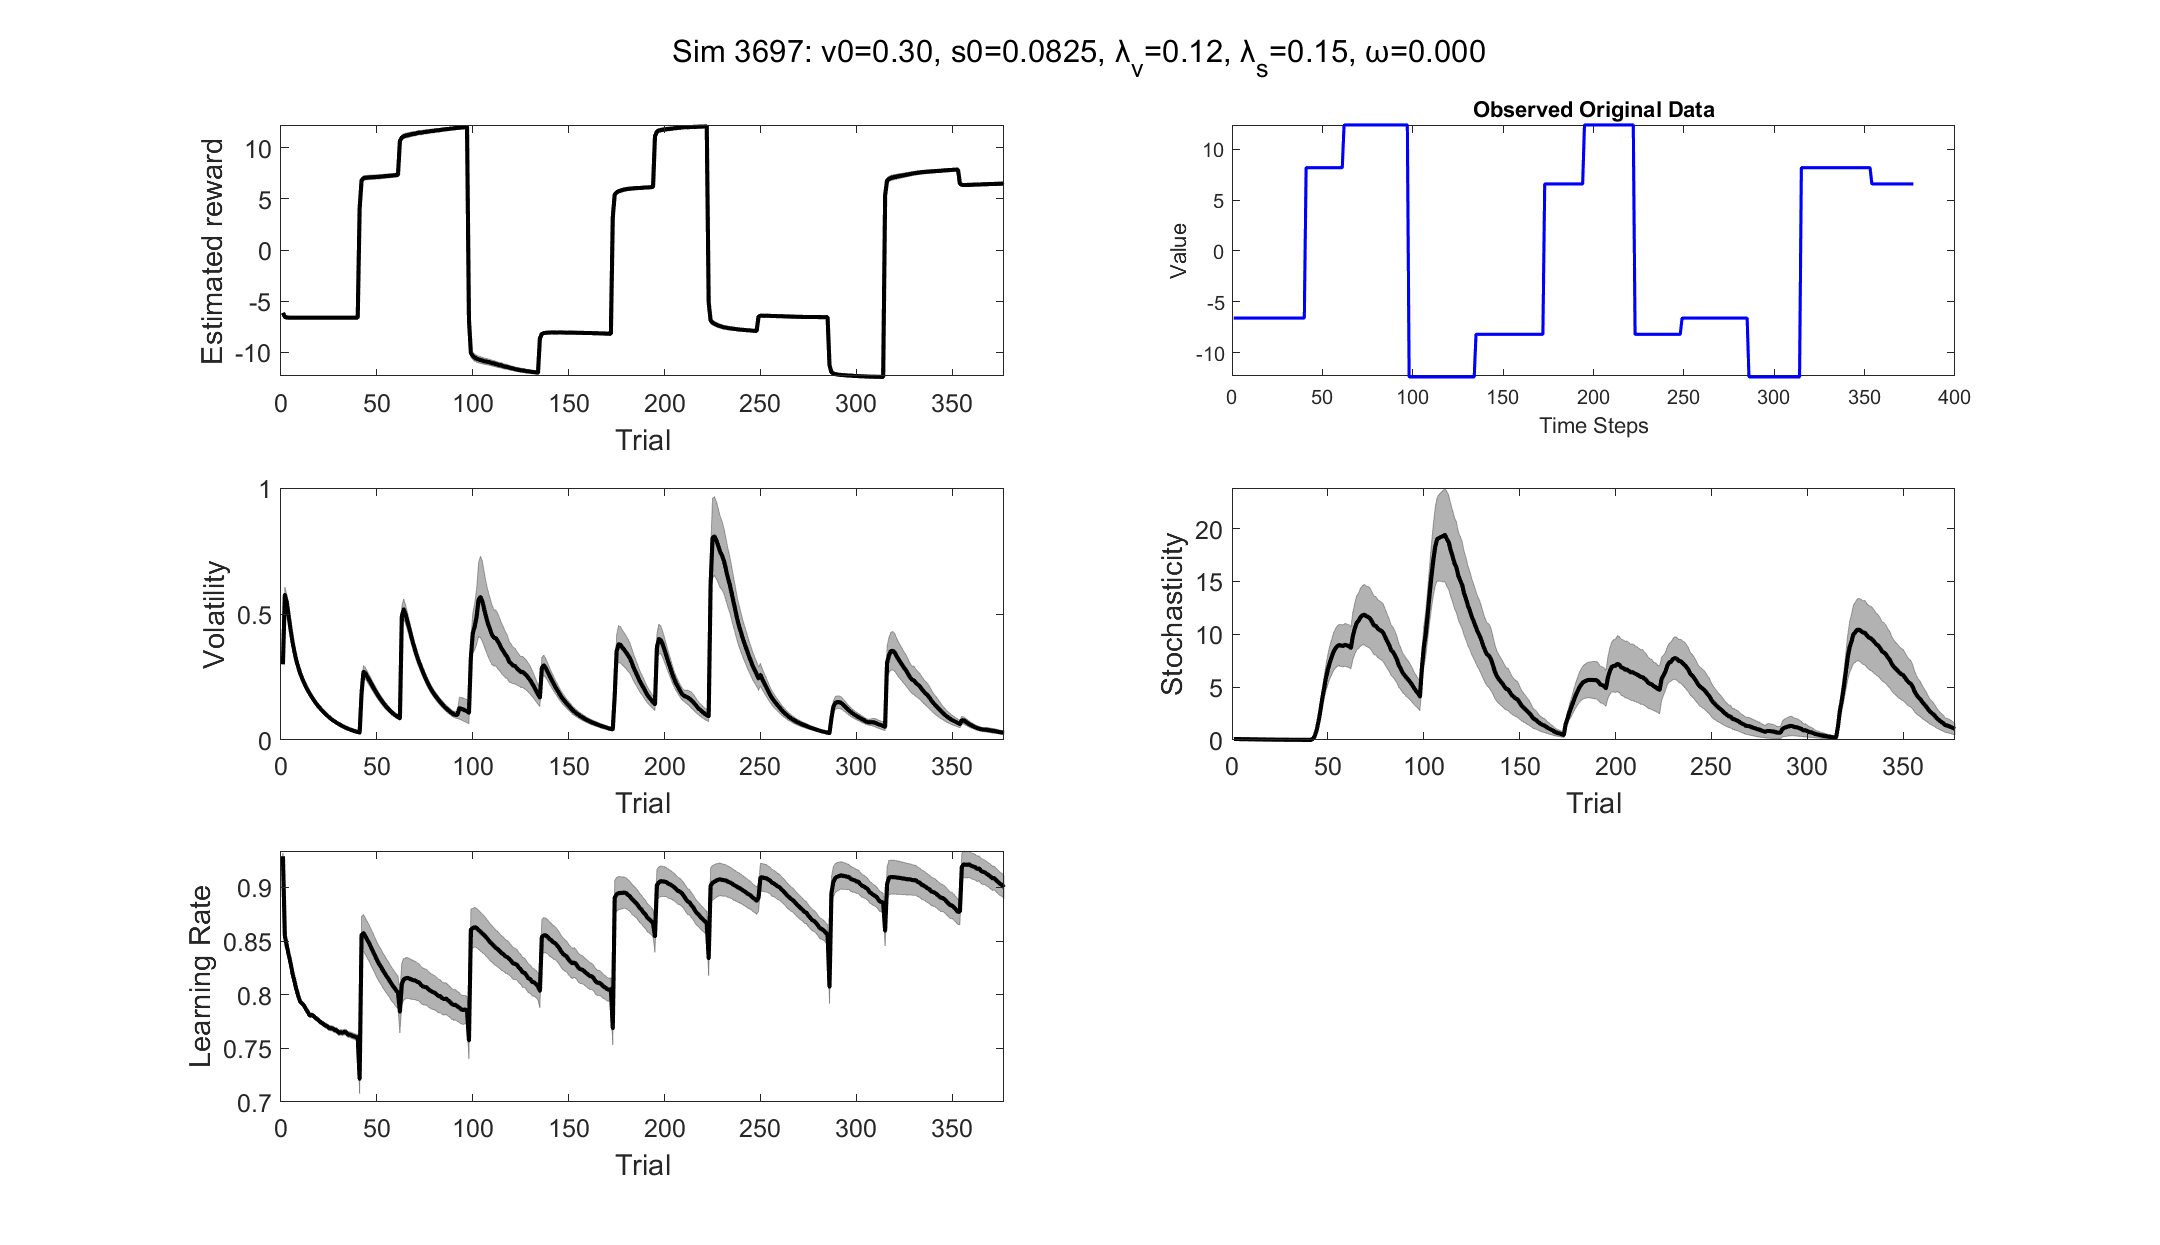 Sim 3697: v0=0.30, s0=0.0825, λ_v=0.12, λ_s=0.15, ω=0.000
Estimated reward
10
5
0
-5
-10
0 50 100 150 200 250 300 350
Trial
Observed Original Data
Value
10
5
0
-5
-10
0 50 100 150 200 250 300 350 400
Time Steps
Volatility
1
0.5
0
0 50 100 150 200 250 300 350
Trial
Stochasticity
20
15
10
5
0
0 50 100 150 200 250 300 350
Trial
Learning Rate
0.9
0.85
0.8
0.75
0.7
0 50 100 150 200 250 300 350
Trial